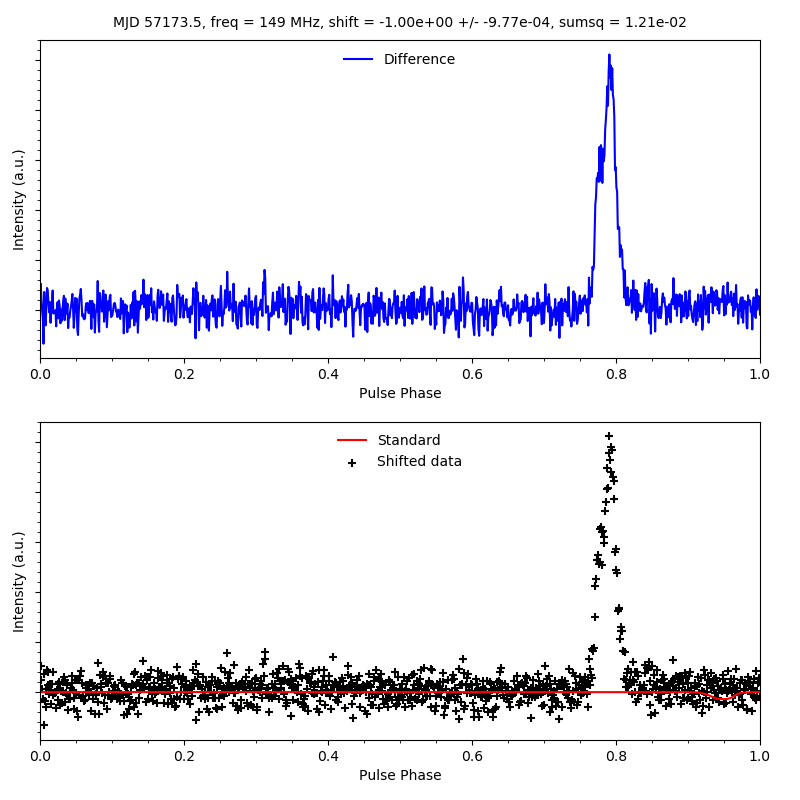 MJD 57173.5, freq = 149 MHz, shift = -1.00e+00 +/- -9.77e-04, sumsq = 1.21e-02
Difference
Intensity (a.u.)
0.0 0.2 0.4 0.6 0.8 1.0
Pulse Phase
Standard
Shifted data
Intensity (a.u.)
0.0 0.2 0.4 0.6 0.8 1.0
Pulse Phase